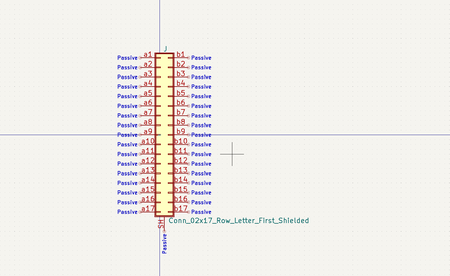 J
Passive a1 b1 Passive
Passive a2 b2 Passive
Passive a3 b3 Passive
Passive a4 b4 Passive
Passive a5 b5 Passive
Passive a6 b6 Passive
Passive a7 b7 Passive
Passive a8 b8 Passive
Passive a9 b9 Passive
Passive a10 b10 Passive
Passive a11 b11 Passive
Passive a12 b12 Passive
Passive a13 b13 Passive
Passive a14 b14 Passive
Passive a15 b15 Passive
Passive a16 b16 Passive
Passive a17 b17 Passive
Conn_02x17_Row_Letter_First_Shielded
SH
Passive